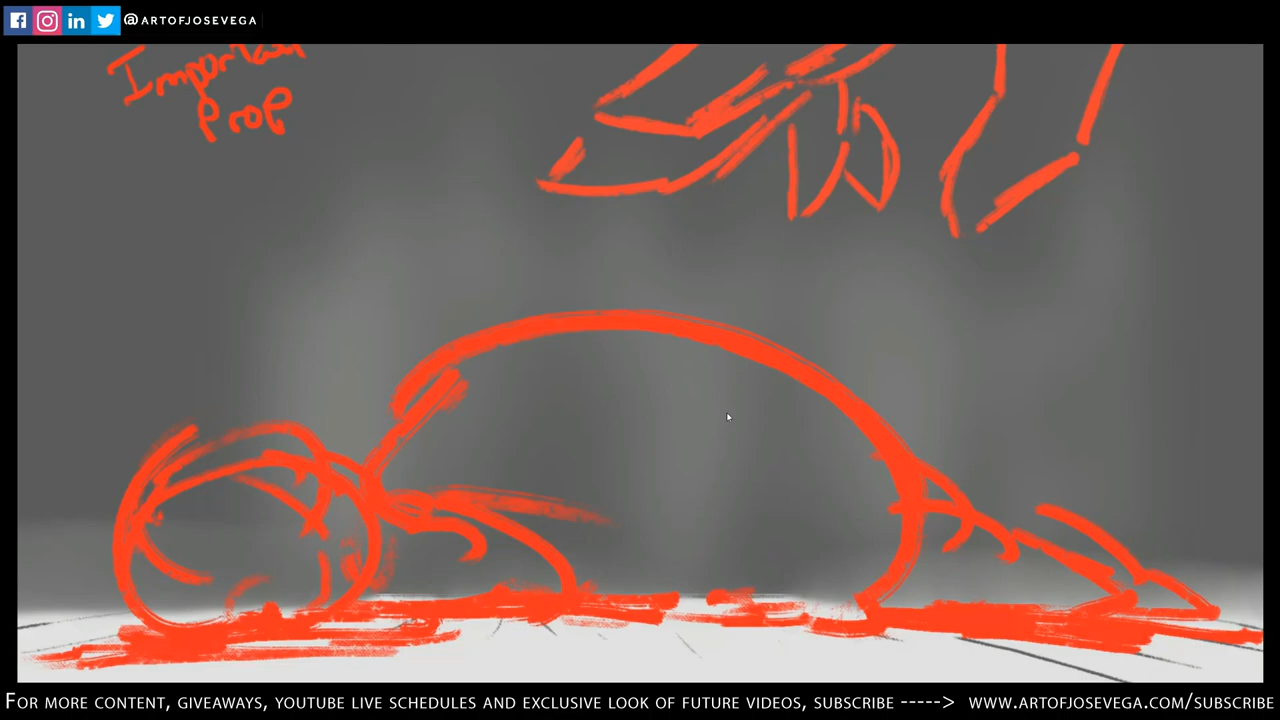 @ARTOFJOSEVEGA
Important
Prop
FOR MORE CONTENT, GIVEAWAYS, YOUTUBE LIVE SCHEDULES AND EXCLUSIVE LOOK OF FUTURE VIDEOS, SUBSCRIBE -----> WWW.ARTOFJOSEVEGA.COM/SUBSCRIBE